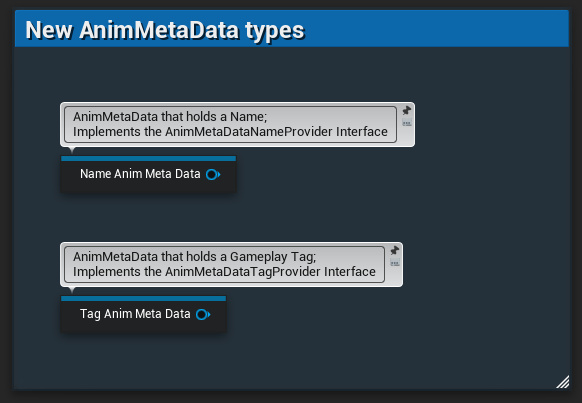 New AnimMetaData types
AnimMetaData that holds a Name;
Implements the AnimMetaDataNameProvider Interface
Name Anim Meta Data
AnimMetaData that holds a Gameplay Tag;
Implements the AnimMetaDataTagProvider Interface
Tag Anim Meta Data